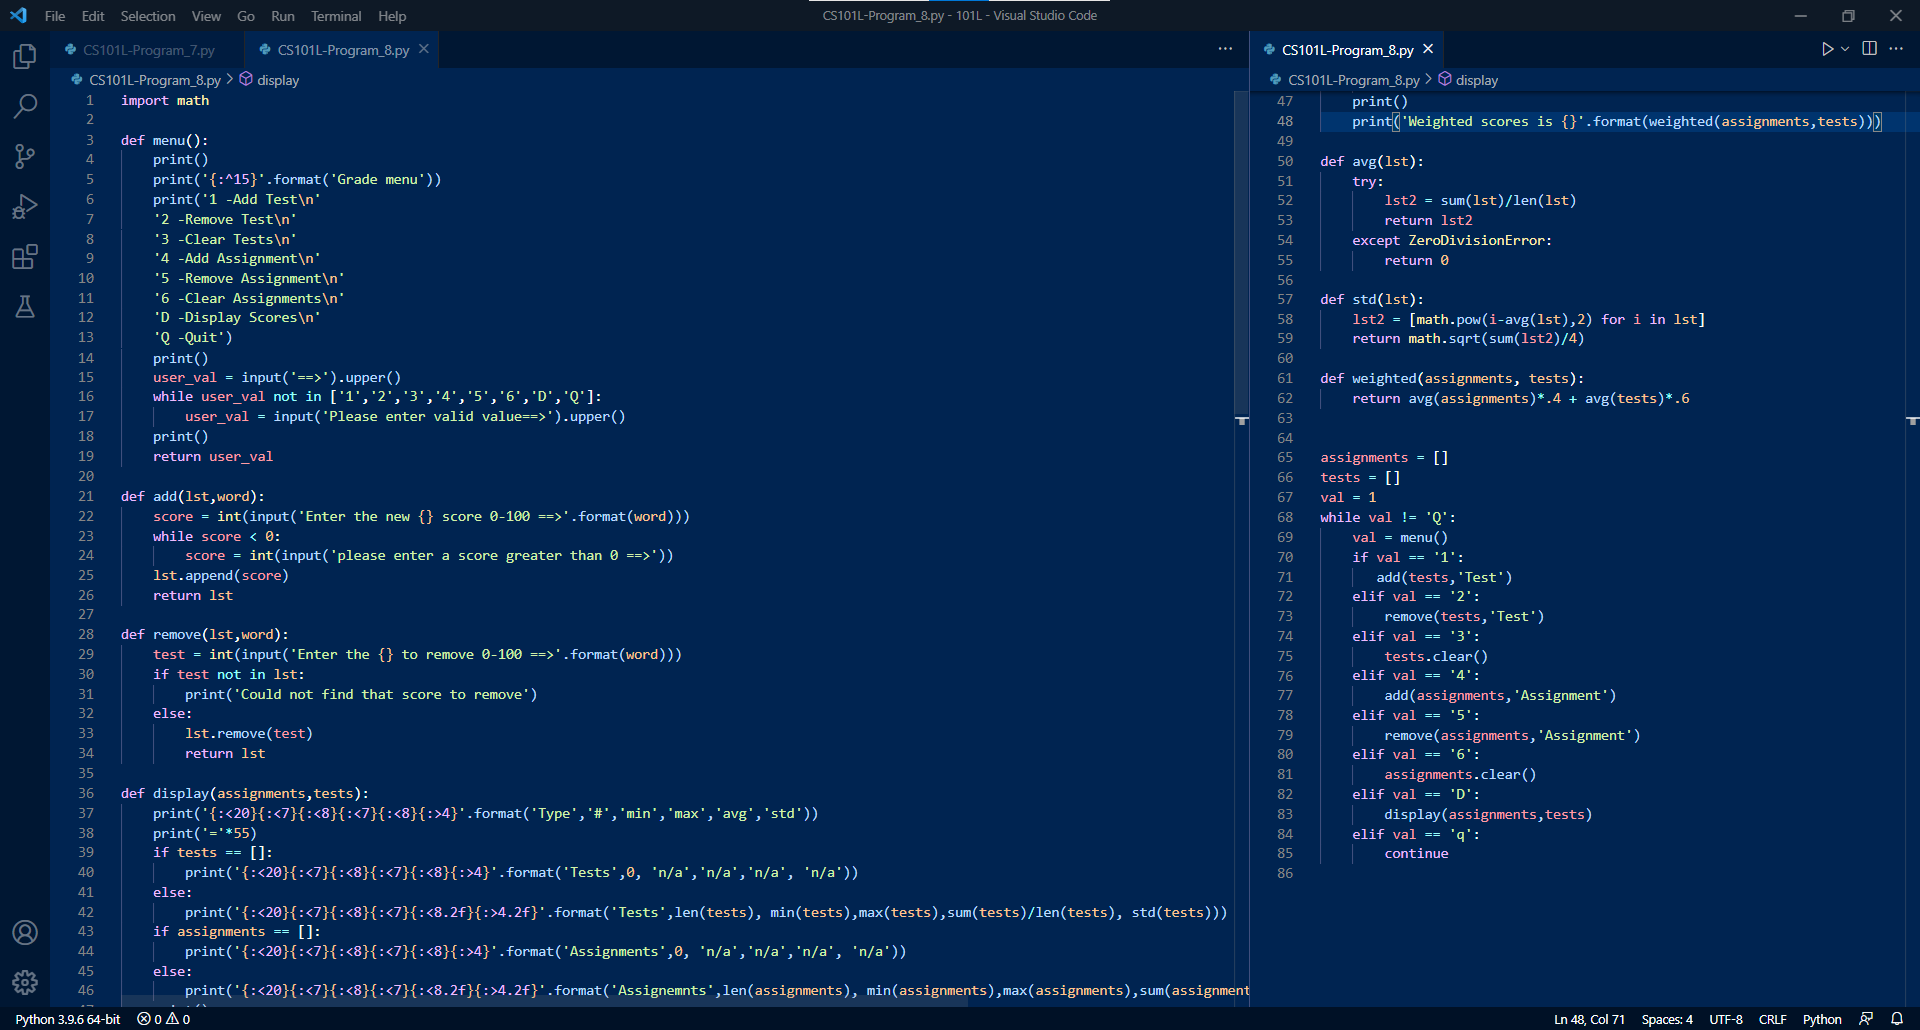 File Edit Selection View Go Run Terminal Help
CS101L-Program_8.py - 101L - Visual Studio Code
CS101L-Program_7.py
CS101L-Program_8.py
CS101L-Program_8.py > display
1 import math
2
3 def menu():
4     print()
5     print('{:^15}'.format('Grade menu'))
6     print('1 -Add Test\n'
7     '2 -Remove Test\n'
8     '3 -Clear Tests\n'
9     '4 -Add Assignment\n'
10     '5 -Remove Assignment\n'
11     '6 -Clear Assignments\n'
12     'D -Display Scores\n'
13     'Q -Quit')
14     print()
15     user_val = input('==>').upper()
16     while user_val not in ['1','2','3','4','5','6','D','Q']:
17         user_val = input('Please enter valid value==>').upper()
18     print()
19     return user_val
20
21 def add(lst,word):
22     score = int(input('Enter the new {} score 0-100 ==>'.format(word)))
23     while score < 0:
24         score = int(input('please enter a score greater than 0 ==>'))
25     lst.append(score)
26     return lst
27
28 def remove(lst,word):
29     test = int(input('Enter the {} to remove 0-100 ==>'.format(word)))
30     if test not in lst:
31         print('Could not find that score to remove')
32     else:
33         lst.remove(test)
34         return lst
35
36 def display(assignments,tests):
37     print('{:<20}{:<7}{:<8}{:<7}{:<8}{:>4}'.format('Type','#','min','max','avg','std'))
38     print('='*55)
39     if tests == []:
40         print('{:<20}{:<7}{:<8}{:<7}{:<8}{:>4}'.format('Tests',0, 'n/a','n/a','n/a', 'n/a'))
41     else:
42         print('{:<20}{:<7}{:<8}{:<7}{:<8.2f}{:>4.2f}'.format('Tests',len(tests), min(tests),max(tests),sum(tests)/len(tests), std(tests)))
43     if assignments == []:
44         print('{:<20}{:<7}{:<8}{:<7}{:<8}{:>4}'.format('Assignments',0, 'n/a','n/a','n/a', 'n/a'))
45     else:
46         print('{:<20}{:<7}{:<8}{:<7}{:<8.2f}{:>4.2f}'.format('Assignemnts',len(assignments), min(assignments),max(assignments),sum(assignment
CS101L-Program_8.py
CS101L-Program_8.py > display
47     print()
48     print('Weighted scores is {}'.format(weighted(assignments,tests)))
49
50 def avg(lst):
51     try:
52         lst2 = sum(lst)/len(lst)
53         return lst2
54     except ZeroDivisionError:
55         return 0
56
57 def std(lst):
58     lst2 = [math.pow(i-avg(lst),2) for i in lst]
59     return math.sqrt(sum(lst2)/4)
60
61 def weighted(assignments, tests):
62     return avg(assignments)*.4 + avg(tests)*.6
63
64
65 assignments = []
66 tests = []
67 val = 1
68 while val != 'Q':
69     val = menu()
70     if val == '1':
71        add(tests,'Test')
72     elif val == '2':
73         remove(tests,'Test')
74     elif val == '3':
75         tests.clear()
76     elif val == '4':
77         add(assignments,'Assignment')
78     elif val == '5':
79         remove(assignments,'Assignment')
80     elif val == '6':
81         assignments.clear()
82     elif val == 'D':
83         display(assignments,tests)
84     elif val == 'q':
85         continue
86
Python 3.9.6 64-bit 0 0
Ln 48, Col 71 Spaces: 4 UTF-8 CRLF Python